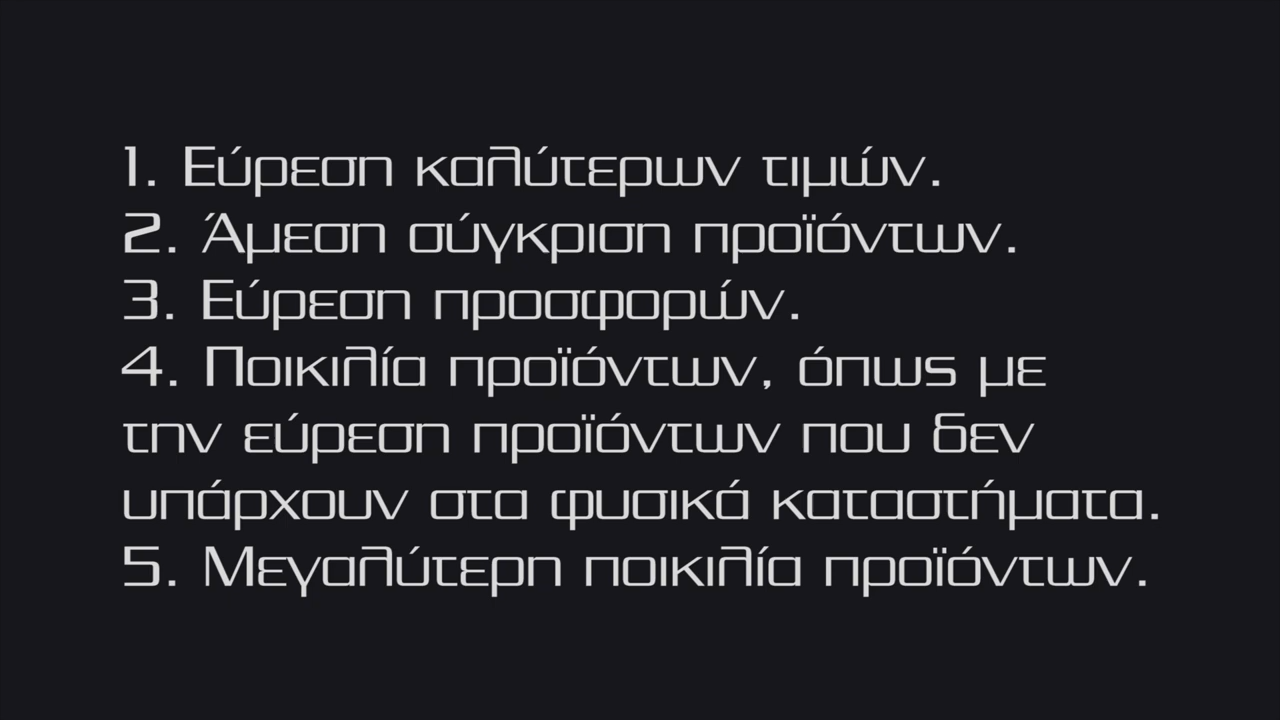 1. Εύρεση καλύτερων τιμών.
2. Άμεση σύγκριση προϊόντων.
3. Εύρεση προσφορών.
4. Ποικιλία προϊόντων, όπως με
την εύρεση προϊόντων που δεν
υπάρχουν στα φυσικά καταστήματα.
5. Μεγαλύτερη ποικιλία προϊόντων.